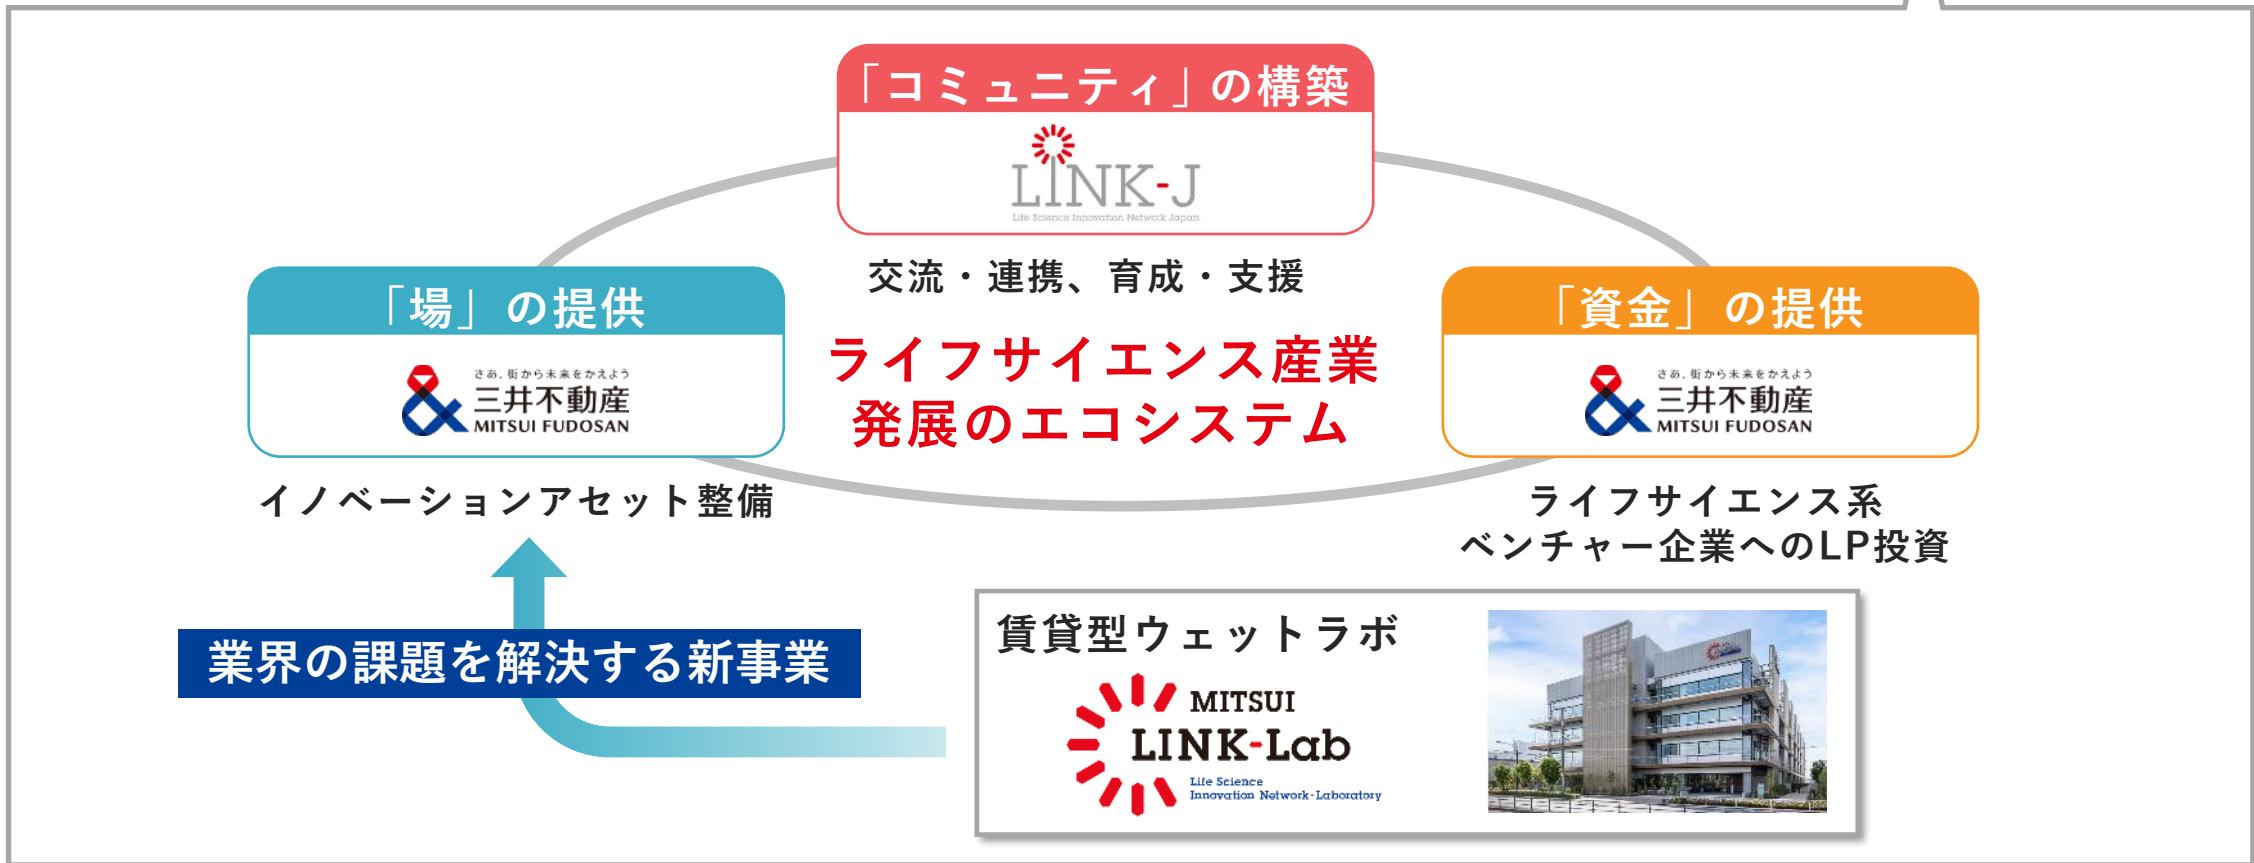 「コミュニティ」の構築
LINK-J
Life Science Innovation Network Japan
交流・連携、育成・支援
「場」の提供
さあ、街から未来をかえよう
三井不動産
MITSUI FUDOSAN
イノベーションアセット整備
ライフサイエンス産業
発展のエコシステム
「資金」の提供
さあ、街から未来をかえよう
三井不動産
MITSUI FUDOSAN
ライフサイエンス系
ベンチャー企業へのLP投資
業界の課題を解決する新事業
賃貸型ウェットラボ
MITSUI
LINK-Lab
Life Science
Innovation Network-Laboratory